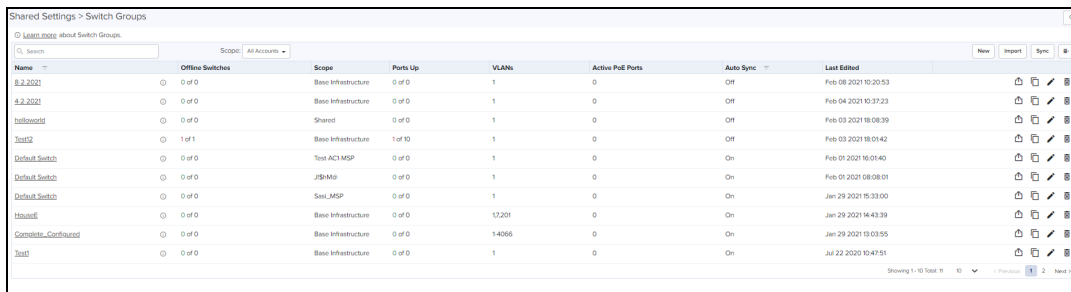 Shared Settings > Switch Groups
Learn more about Switch Groups.
Search Scope: All Accounts New Import Sync
Name Offline Switches Scope Ports Up VLANs Active PoE Ports Auto Sync Last Edited
8-2-2021 0 of 0 Base Infrastructure 0 of 0 1 0 Off Feb 08 2021 10:20:53
4-2-2021 0 of 0 Base Infrastructure 0 of 0 1 0 Off Feb 04 2021 10:37:23
helloworld 0 of 0 Shared 0 of 0 1 0 Off Feb 03 2021 18:08:39
Test12 1 of 1 Base Infrastructure 1 of 10 1 0 Off Feb 03 2021 18:01:42
Default Switch 0 of 0 Test-AC1-MSP 0 of 0 1 0 On Feb 01 2021 16:01:40
Default Switch 0 of 0 0 of 0 1 0 On Feb 01 2021 08:08:01
Default Switch 0 of 0 Sasi_MSP 0 of 0 1 0 On Jan 29 2021 15:33:00
HouseE 0 of 0 Base Infrastructure 0 of 0 1,7,201 0 On Jan 29 2021 14:43:39
Complete_Configured 0 of 0 Base Infrastructure 0 of 0 1-4066 0 On Jan 29 2021 13:03:55
Test1 0 of 0 Base Infrastructure 0 of 0 1 0 On Jul 22 2020 10:47:51
Showing 1 - 10 Total: 11 10 < Previous 1 2 Next >